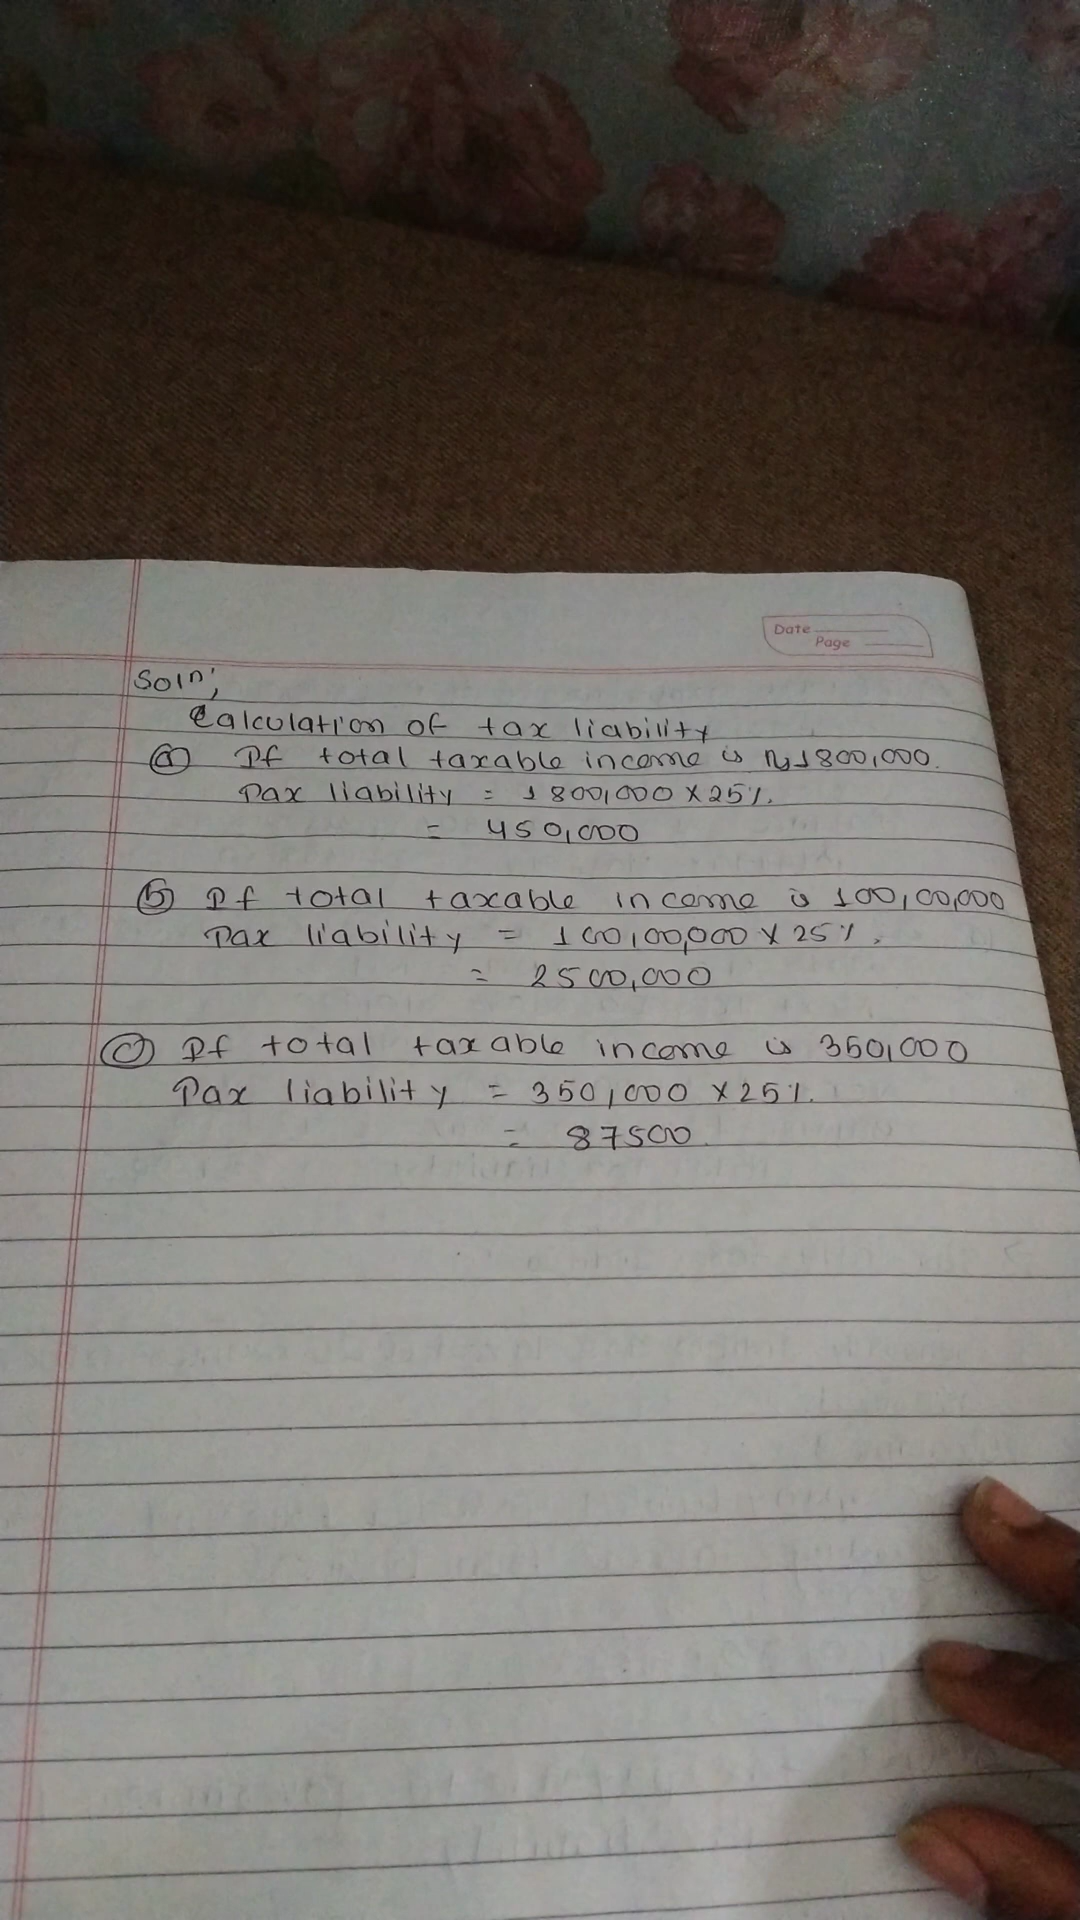 Date
Page
Soln;
Calculation of tax liability
(a) If total taxable income is Rs 1800,000.
Tax liability = 1800,000 × 25%.
= 450,000
(b) If total taxable income is 100,00,000
Tax liability = 100,00,000 × 25%.
= 2500,000
(c) If total taxable income is 350,000
Tax liability = 350,000 × 25%.
= 87500.